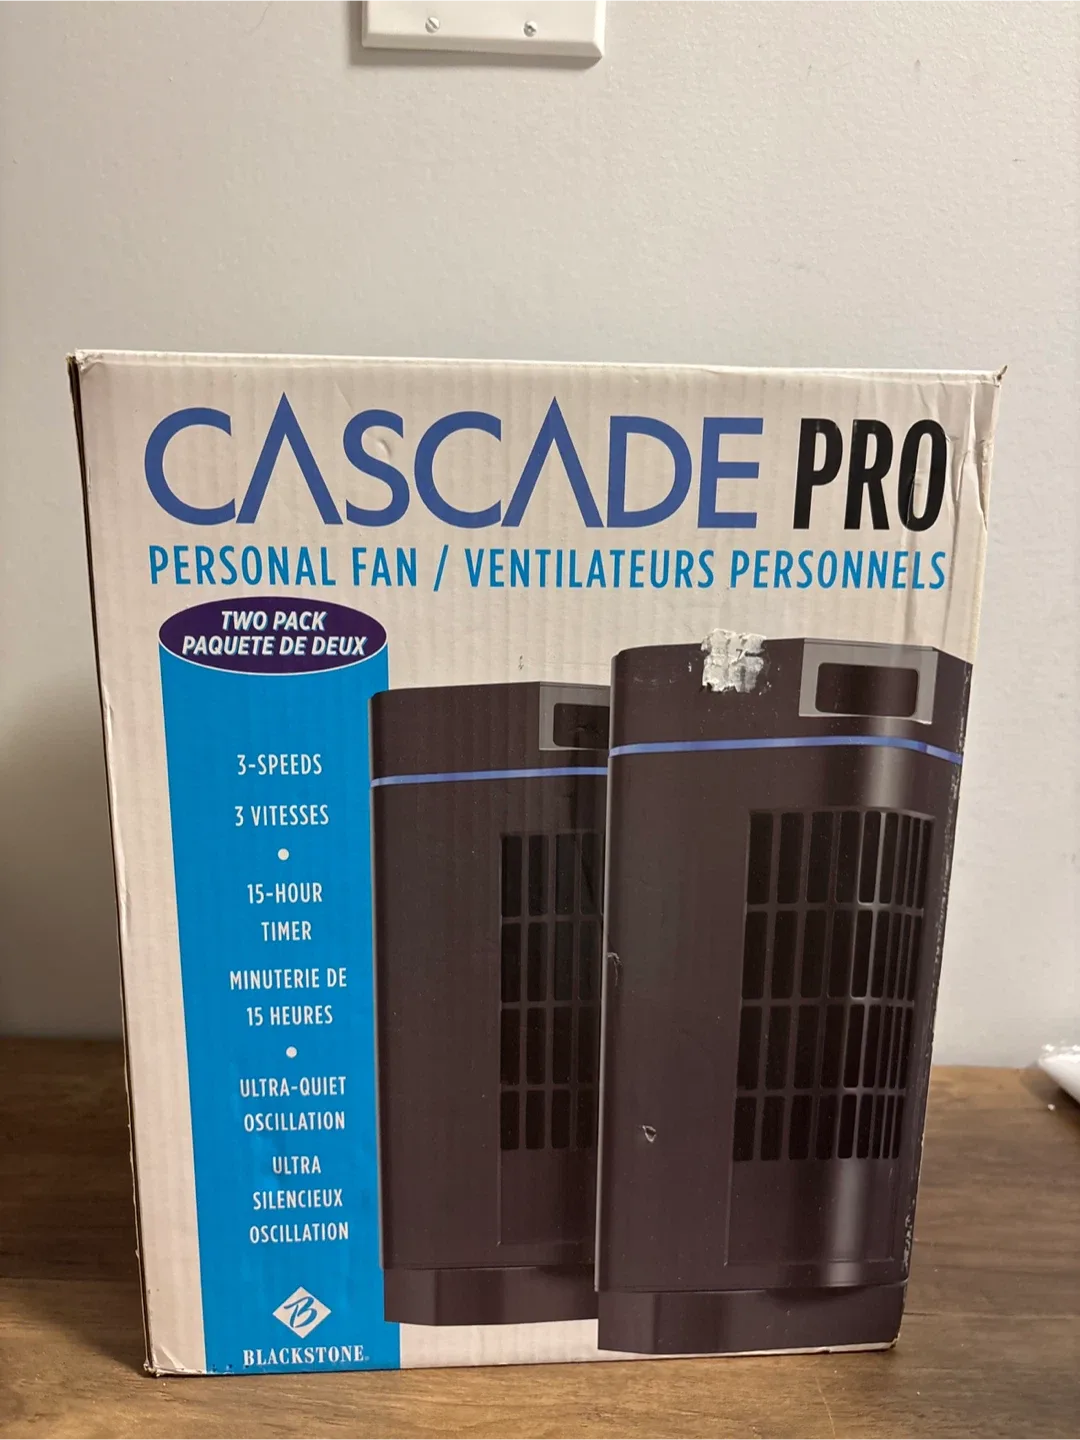 CASCADE PRO
PERSONAL FAN / VENTILATEURS PERSONNELS
TWO PACK
PAQUETE DE DEUX
3-SPEEDS
3 VITESSES
15-HOUR
TIMER
MINUTERIE DE
15 HEURES
ULTRA-QUIET
OSCILLATION
ULTRA
SILENCIEUX
OSCILLATION
B
BLACKSTONE